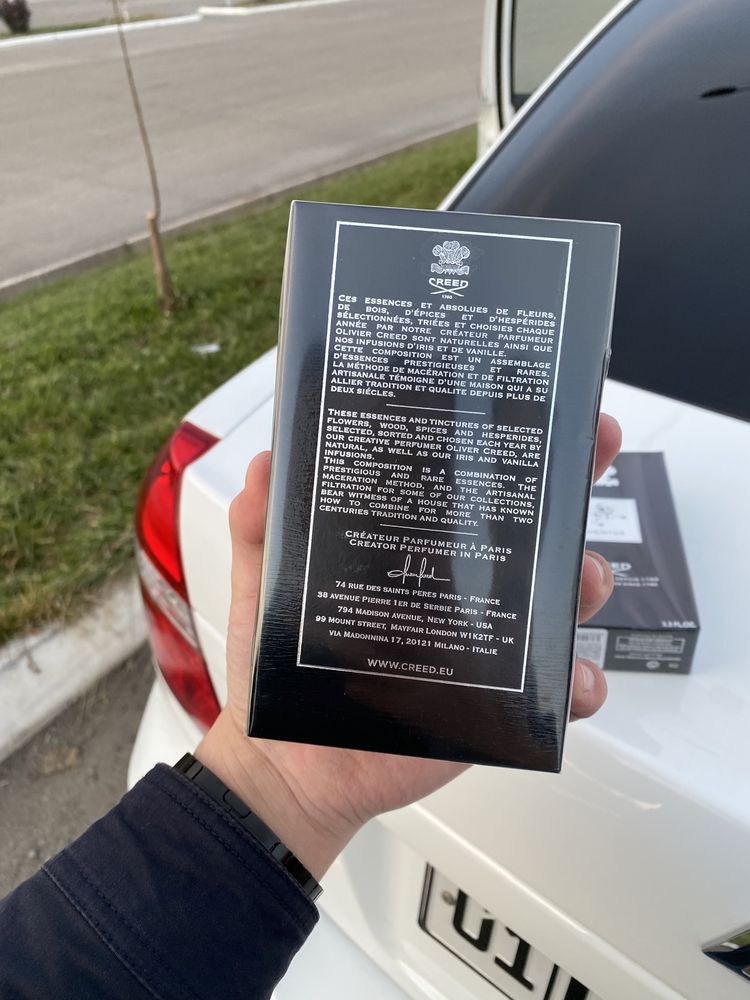 CREED
1760
CES ESSENCES ET ABSOLUES DE FLEURS,
DE BOIS, D'ÉPICES ET D'HESPÉRIDES
SÉLECTIONNÉES, TRIÉES ET CHOISIES CHAQUE
ANNÉE PAR NOTRE CRÉATEUR PARFUMEUR
OLIVIER CREED SONT NATURELLES AINSI QUE
NOS INFUSIONS D'IRIS ET DE VANILLE.
CETTE COMPOSITION EST UN ASSEMBLAGE
D'ESSENCES PRESTIGIEUSES ET RARES.
LA MÉTHODE DE MACÉRATION ET DE FILTRATION
ARTISANALE TÉMOIGNE D'UNE MAISON QUI A SU
ALLIER TRADITION ET QUALITE DEPUIS PLUS DE
DEUX SIÈCLES.
THESE ESSENCES AND TINCTURES OF SELECTED
FLOWERS, WOOD, SPICES AND HESPERIDES,
SELECTED, SORTED AND CHOSEN EACH YEAR BY
OUR CREATIVE PERFUMER OLIVER CREED, ARE
NATURAL, AS WELL AS OUR IRIS AND VANILLA
INFUSIONS.
THIS COMPOSITION IS A COMBINATION OF
PRESTIGIOUS AND RARE ESSENCES. THE
MACERATION METHOD, AND THE ARTISANAL
FILTRATION FOR SOME OF OUR COLLECTIONS,
BEAR WITNESS OF A HOUSE THAT HAS KNOWN
HOW TO COMBINE FOR MORE THAN TWO
CENTURIES TRADITION AND QUALITY.
CRÉATEUR PARFUMEUR À PARIS
CREATOR PERFUMER IN PARIS
74 RUE DES SAINTS PERES PARIS - FRANCE
38 AVENUE PIERRE 1ER DE SERBIE PARIS - FRANCE
794 MADISON AVENUE, NEW YORK - USA
99 MOUNT STREET, MAYFAIR LONDON W1K2TF - UK
VIA MADONNINA 17, 20121 MILANO - ITALIE
WWW.CREED.EU
CREED
01